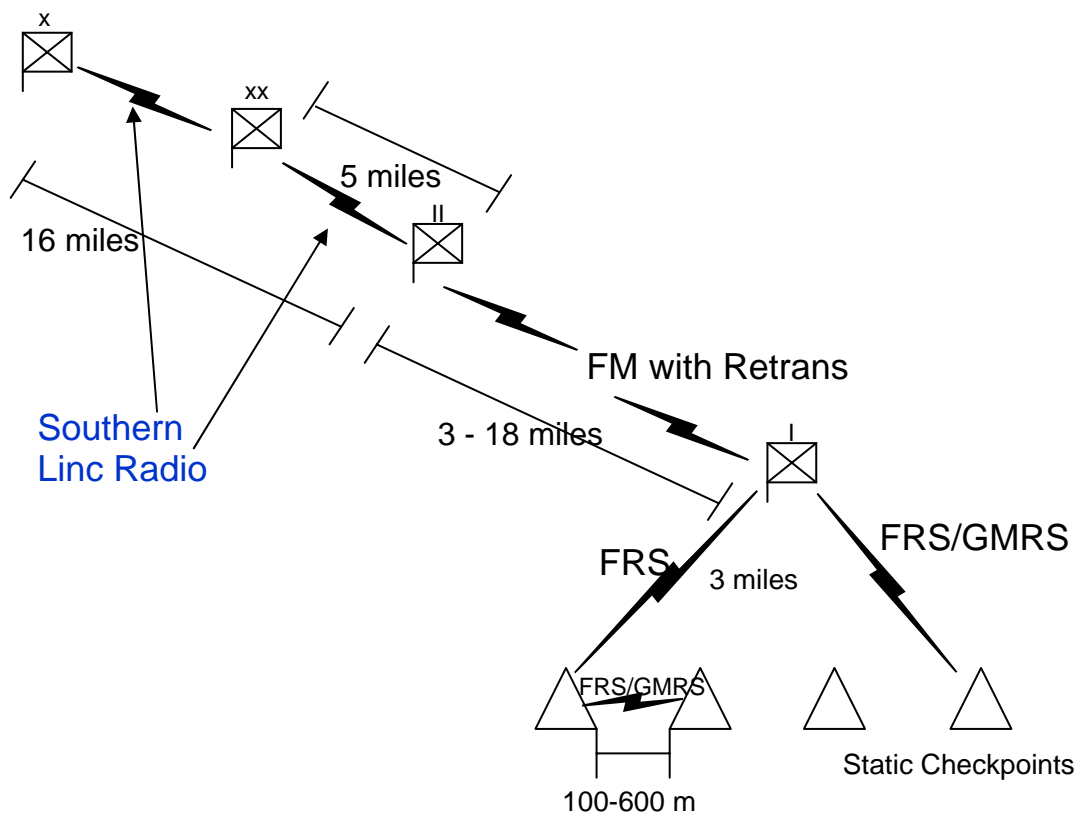 x
xx
5 miles
II
16 miles
FM with Retrans
Southern
Linc Radio
3 - 18 miles
I
FRS/GMRS
FRS
3 miles
FRS/GMRS
Static Checkpoints
100-600 m